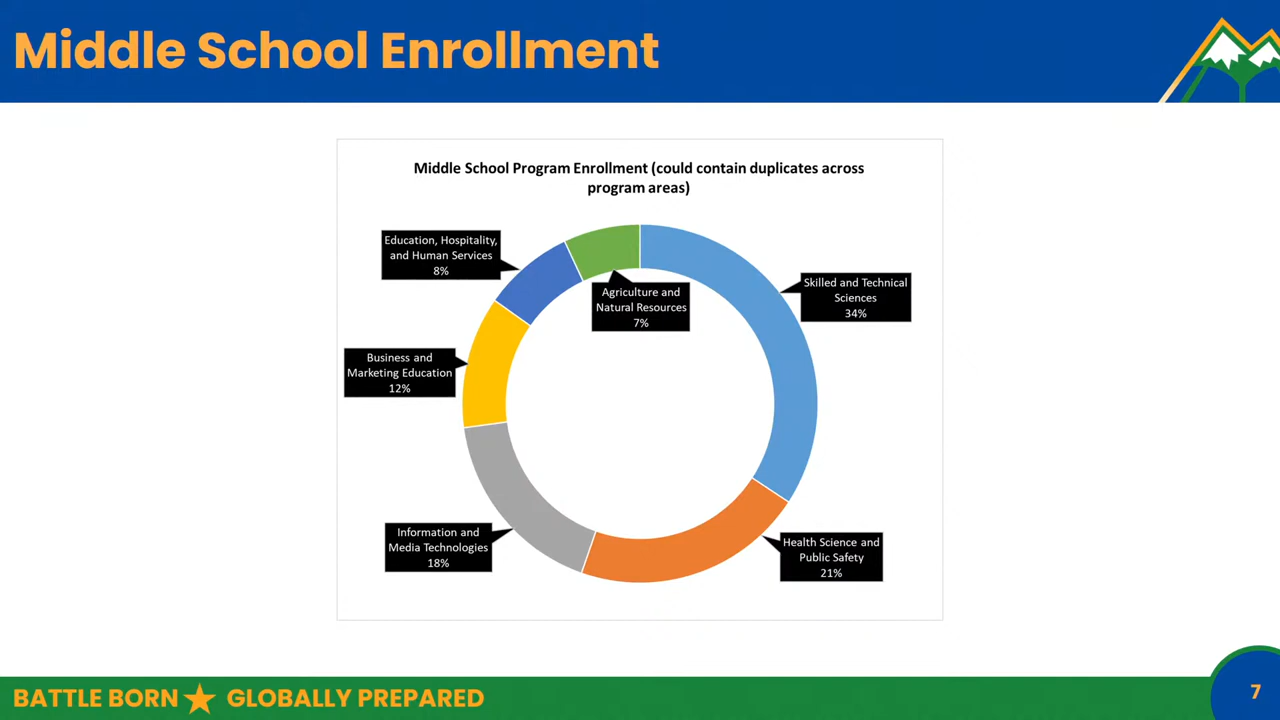 Middle School Enrollment
Middle School Program Enrollment (could contain duplicates across
program areas)
Education, Hospitality,
and Human Services
8%
Agriculture and
Natural Resources
7%
Skilled and Technical
Sciences
34%
Business and
Marketing Education
12%
Information and
Media Technologies
18%
Health Science and
Public Safety
21%
BATTLE BORN GLOBALLY PREPARED
7